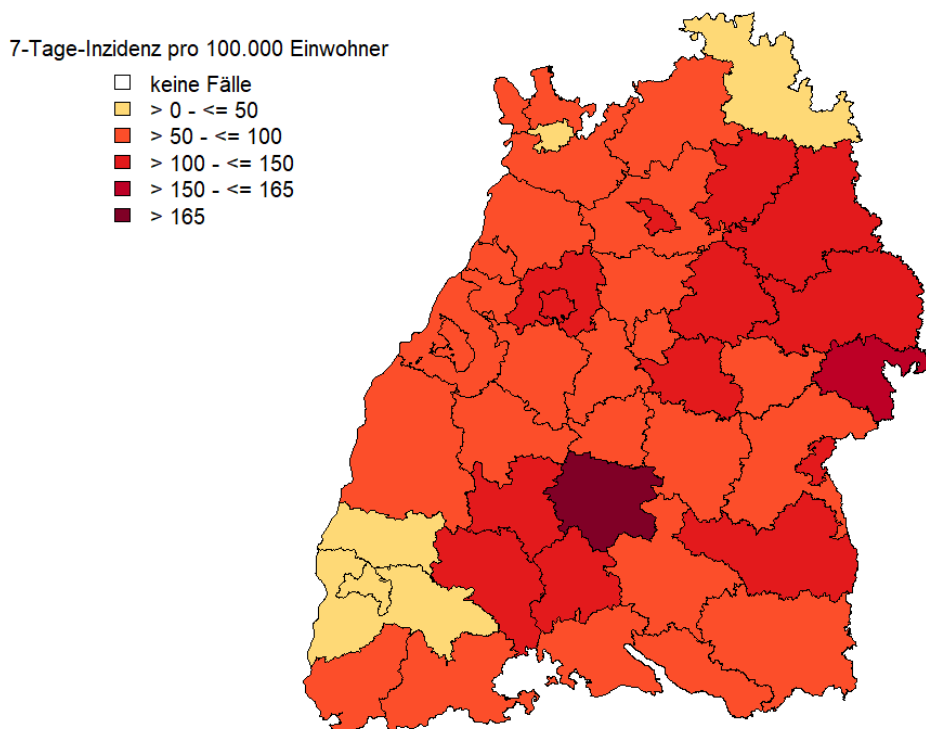 7-Tage-Inzidenz pro 100.000 Einwohner
keine Fälle
> 0 - <= 50
> 50 - <= 100
> 100 - <= 150
> 150 - <= 165
> 165